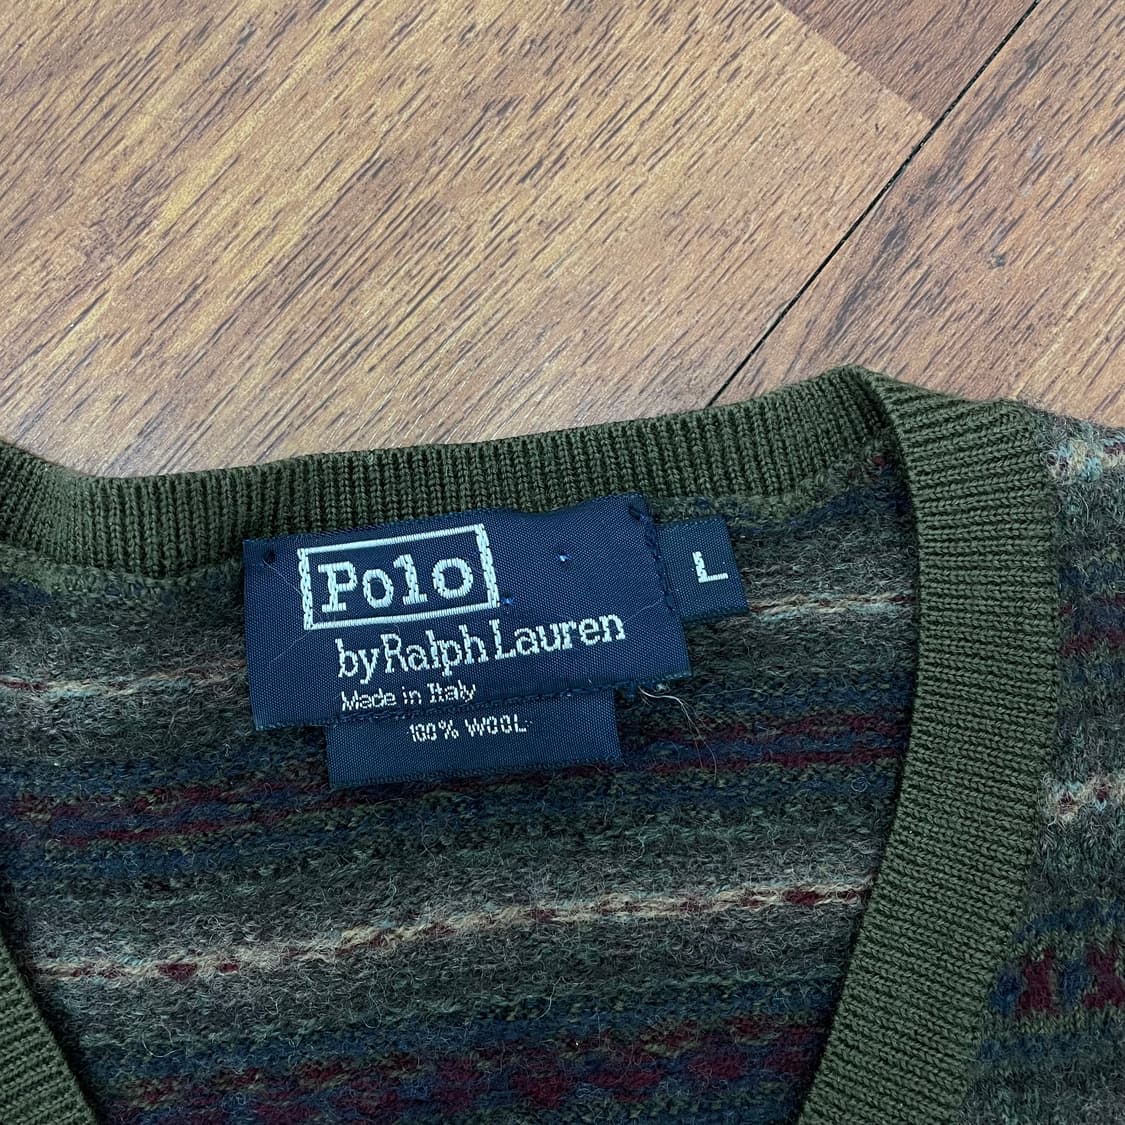 Polo
by Ralph Lauren
Made in Italy
100% WOOL
L